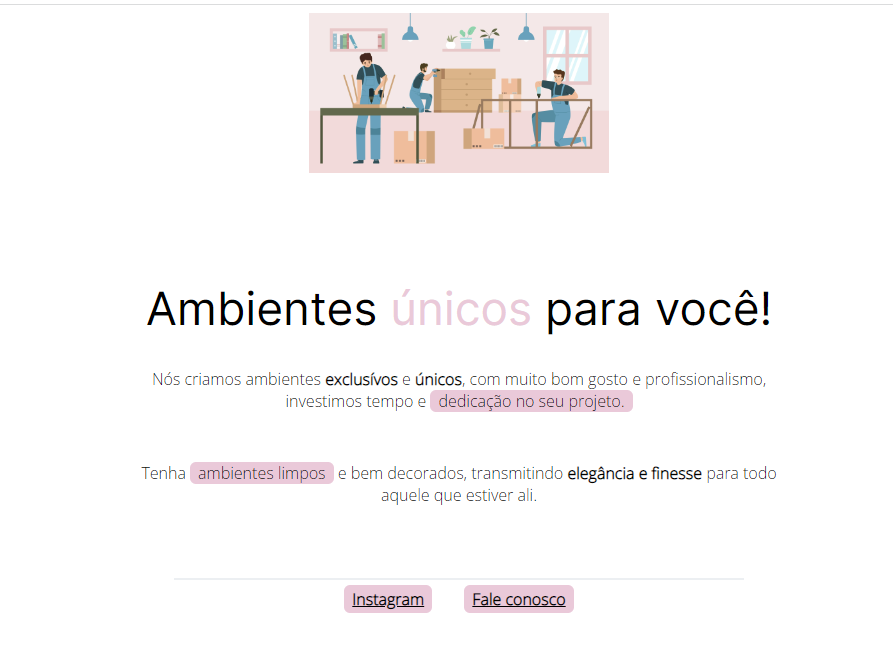 Ambientes únicos para você!
Nós criamos ambientes exclusívos e únicos, com muito bom gosto e profissionalismo,
investimos tempo e dedicação no seu projeto.
Tenha ambientes limpos e bem decorados, transmitindo elegância e finesse para todo
aquele que estiver ali.
Instagram Fale conosco